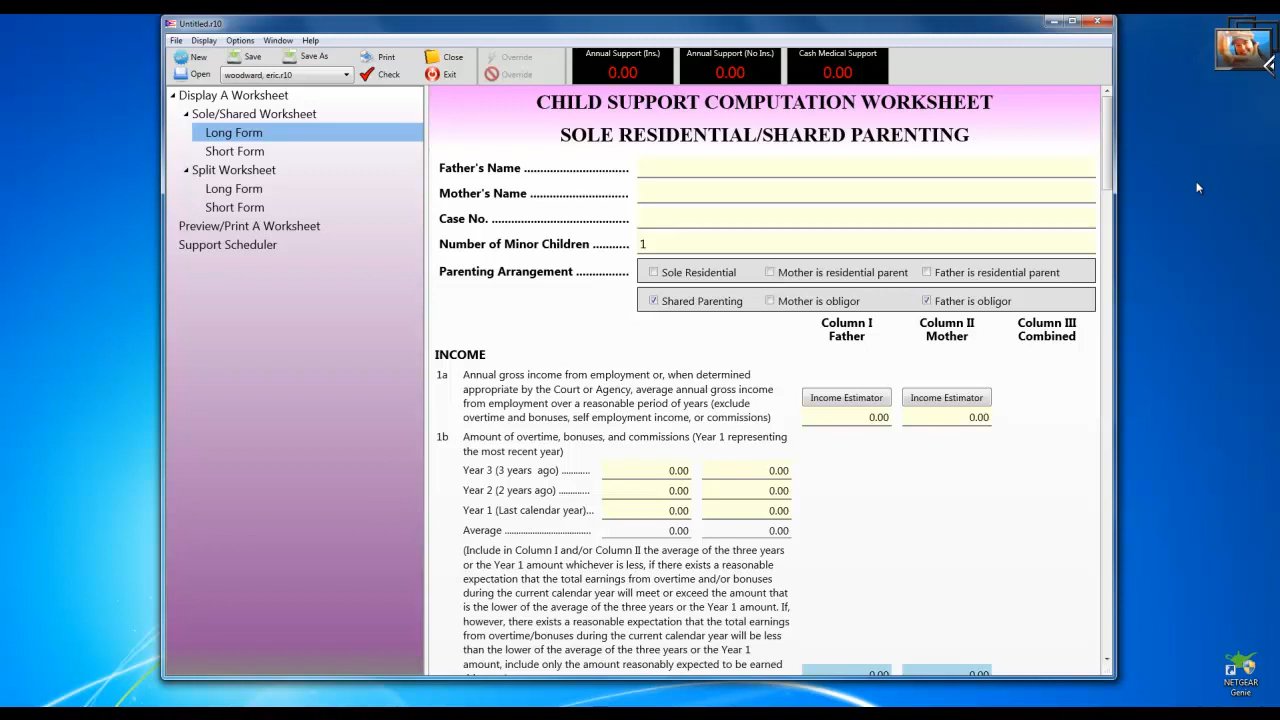 Untitled.r10
File Display Options Window Help
New Save Save As Print Close Override
Open woodward, eric.r10 Check Exit Override
Annual Support (Ins.) Annual Support (No Ins.) Cash Medical Support
0.00 0.00 0.00
Display A Worksheet
Sole/Shared Worksheet
Long Form
Short Form
Split Worksheet
Long Form
Short Form
Preview/Print A Worksheet
Support Scheduler
CHILD SUPPORT COMPUTATION WORKSHEET
SOLE RESIDENTIAL/SHARED PARENTING
Father's Name ................................
Mother's Name ..............................
Case No. .........................................
Number of Minor Children ........... 1
Parenting Arrangement ............... Sole Residential Mother is residential parent Father is residential parent
Shared Parenting Mother is obligor Father is obligor
Column I Column II Column III
Father Mother Combined
INCOME
1a Annual gross income from employment or, when determined
appropriate by the Court or Agency, average annual gross income
from employment over a reasonable period of years (exclude
overtime and bonuses, self employment income, or commissions)
Income Estimator Income Estimator
0.00 0.00
1b Amount of overtime, bonuses, and commissions (Year 1 representing
the most recent year)
Year 3 (3 years ago) ............ 0.00 0.00
Year 2 (2 years ago) ............. 0.00 0.00
Year 1 (Last calendar year)... 0.00 0.00
Average ..................................... 0.00 0.00
(Include in Column I and/or Column II the average of the three years
or the Year 1 amount whichever is less, if there exists a reasonable
expectation that the total earnings from overtime and/or bonuses
during the current calendar year will meet or exceed the amount that
is the lower of the average of the three years or the Year 1 amount. If,
however, there exists a reasonable expectation that the total earnings
from overtime/bonuses during the current calendar year will be less
than the lower of the average of the three years or the Year 1
amount, include only the amount reasonably expected to be earned
0.00 0.00
NETGEAR
Genie